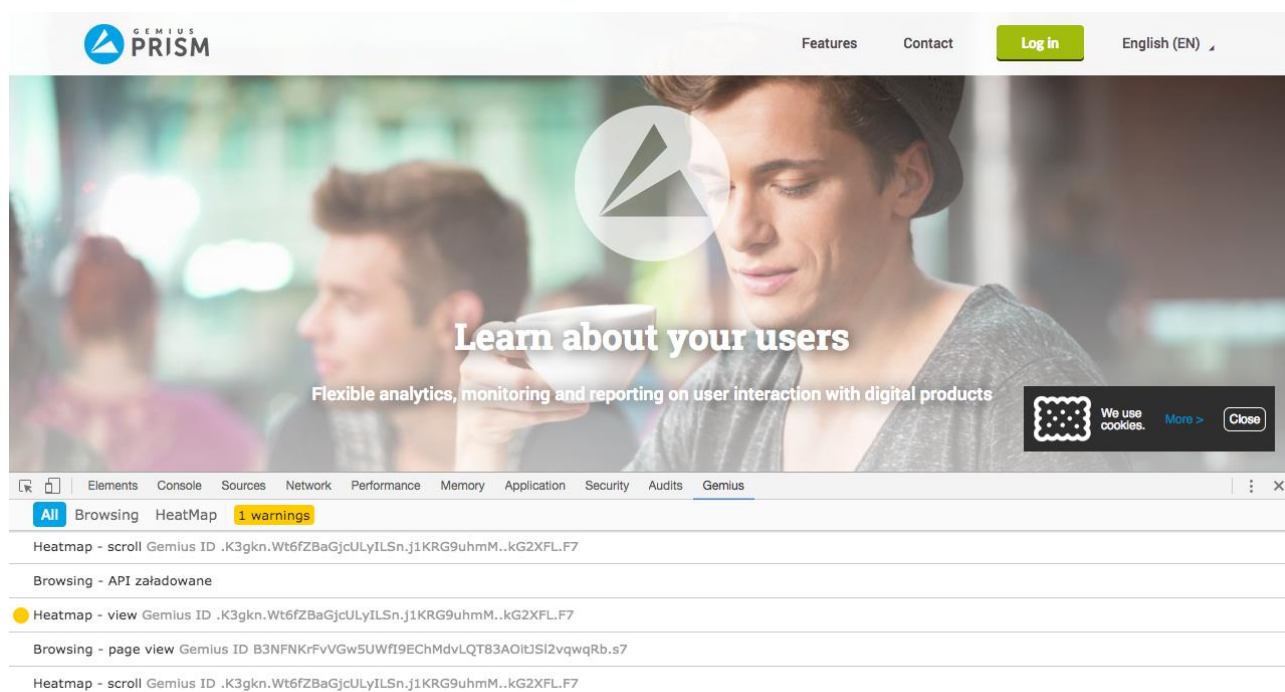 GEMIUS
PRISM
Features Contact Log in English (EN)
Learn about your users
Flexible analytics, monitoring and reporting on user interaction with digital products
We use
cookies. More > Close
Elements Console Sources Network Performance Memory Application Security Audits Gemius
All Browsing HeatMap 1 warnings
Heatmap - scroll Gemius ID .K3gkn.Wt6fZBaGjcULyILSn.j1KRG9uhmM..kG2XFL.F7
Browsing - API załadowane
Heatmap - view Gemius ID .K3gkn.Wt6fZBaGjcULyILSn.j1KRG9uhmM..kG2XFL.F7
Browsing - page view Gemius ID B3NFNKrFvVGw5UWfI9EChMdvLQT83AOitJSl2vqwqRb.s7
Heatmap - scroll Gemius ID .K3gkn.Wt6fZBaGjcULyILSn.j1KRG9uhmM..kG2XFL.F7